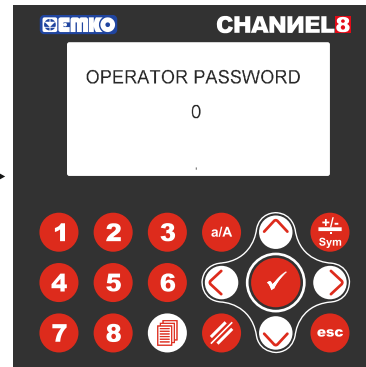 EMKO CHANNEL8
OPERATOR PASSWORD
0
1 2 3 a/A +/- Sym
4 5 6
7 8 esc